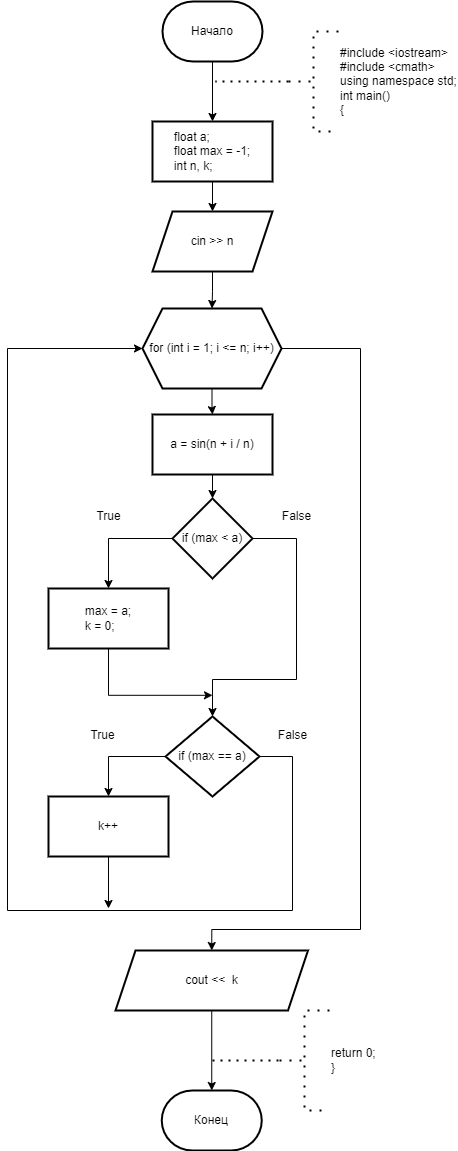 Начало
#include <iostream>
#include <cmath>
using namespace std;
int main()
{
float a;
float max = -1;
int n, k;
cin >> n
for (int i = 1; i <= n; i++)
a = sin(n + i / n)
True
False
if (max < a)
max = a;
k = 0;
True
False
if (max == a)
k++
cout << k
return 0;
}
Конец